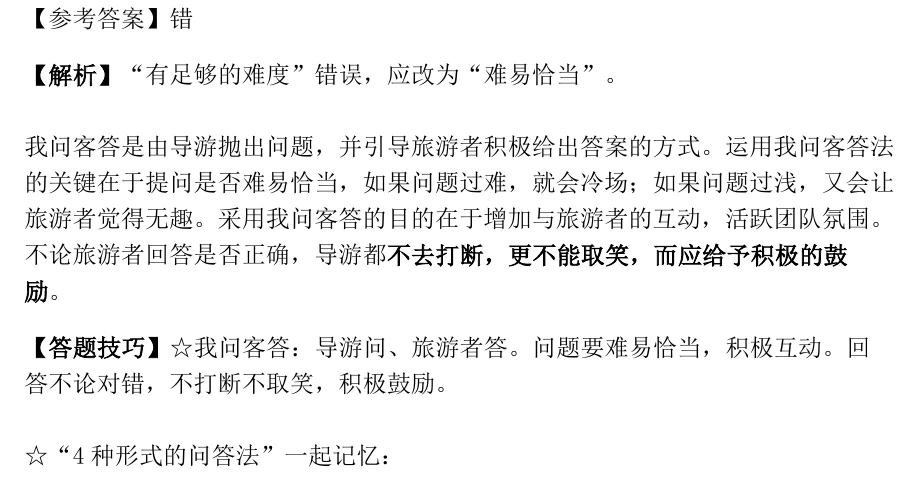 【参考答案】错
【解析】“有足够的难度”错误，应改为“难易恰当”。
我问客答是由导游抛出问题，并引导旅游者积极给出答案的方式。运用我问客答法
的关键在于提问是否难易恰当，如果问题过难，就会冷场；如果问题过浅，又会让
旅游者觉得无趣。采用我问客答的目的在于增加与旅游者的互动，活跃团队氛围。
不论旅游者回答是否正确，导游都不去打断，更不能取笑，而应给予积极的鼓
励。
【答题技巧】☆我问客答：导游问、旅游者答。问题要难易恰当，积极互动。回
答不论对错，不打断不取笑，积极鼓励。
☆“4 种形式的问答法”一起记忆：